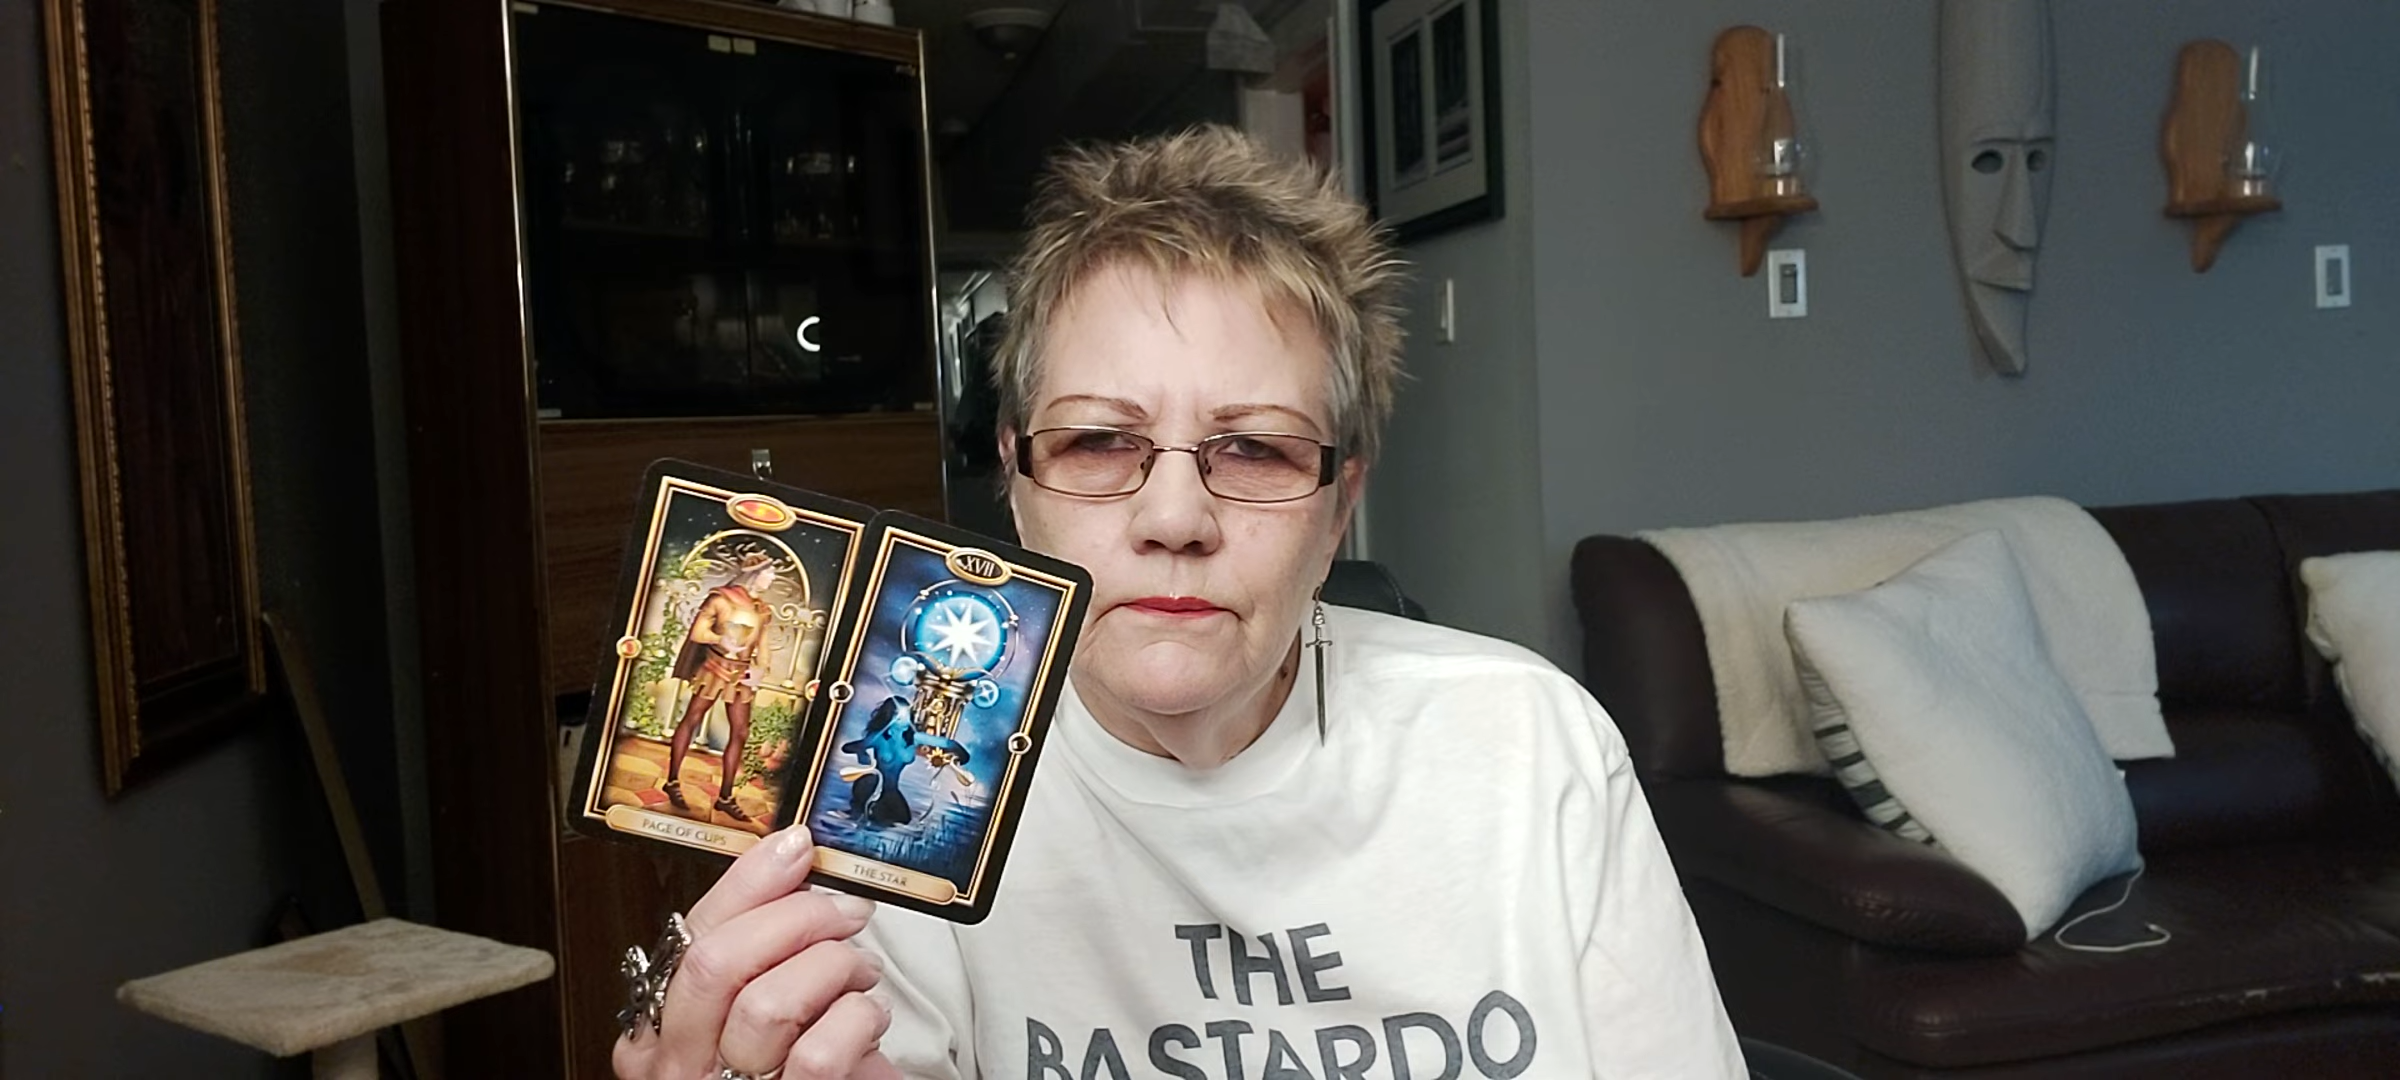 XVII
PAGE OF CUPS
THE STAR
THE
BASTARDO